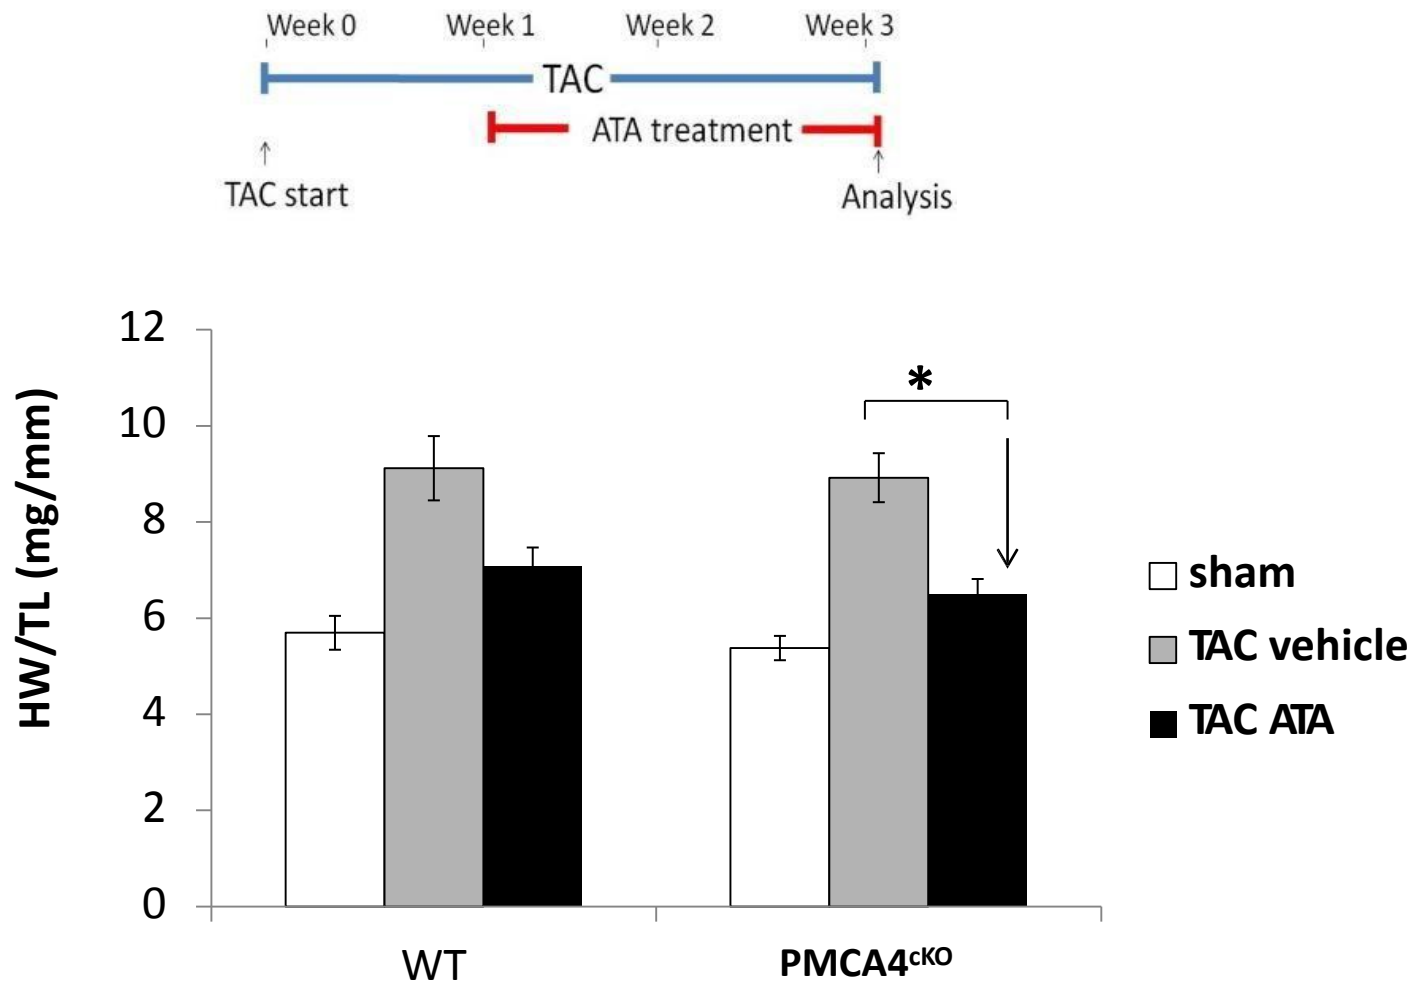 Week 0 Week 1 Week 2 Week 3
TAC
ATA treatment
TAC start Analysis
HW/TL (mg/mm)
12
10
8
6
4
2
0
*
sham
TAC vehicle
TAC ATA
WT PMCA4cKO